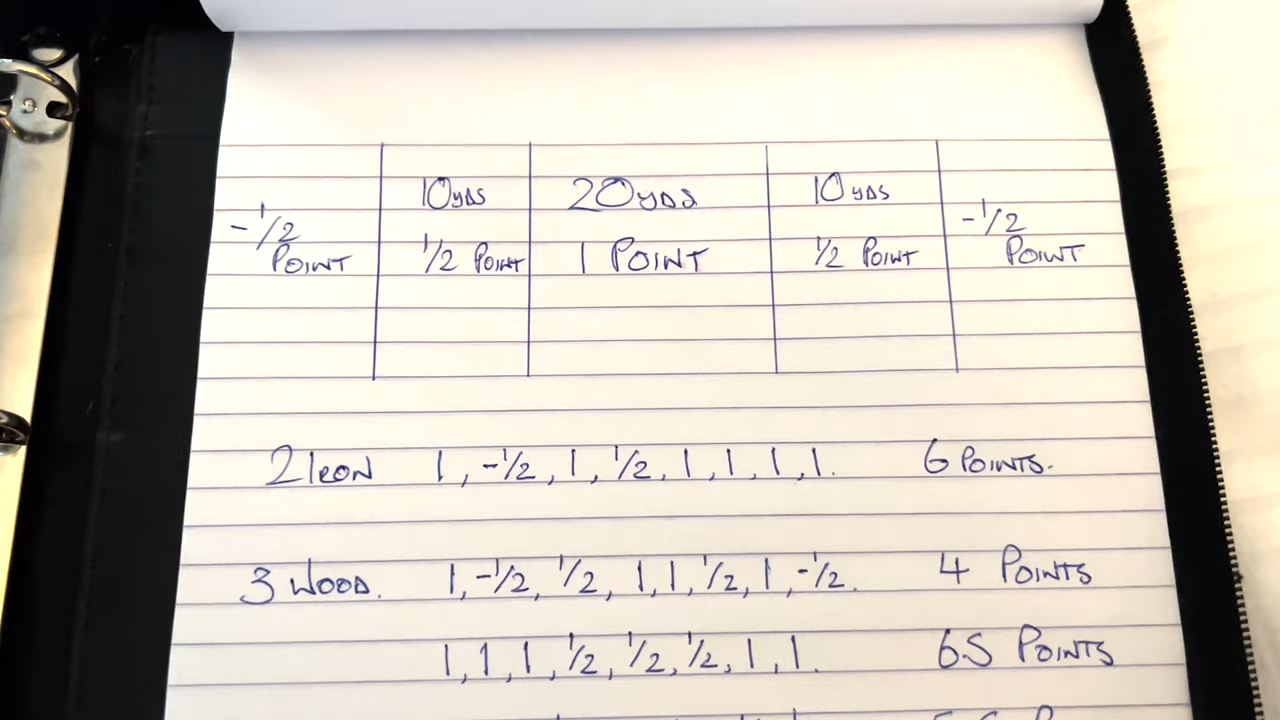 10yds 20yds 10yds
-1/2 POINT 1/2 POINT 1 POINT 1/2 POINT -1/2 POINT
2 IRON 1, -1/2, 1, 1/2, 1, 1, 1, 1. 6 POINTS.
3 WOOD. 1, -1/2, 1/2, 1, 1, 1/2, 1, -1/2. 4 POINTS
1, 1, 1, 1/2, 1/2, 1/2, 1, 1. 6.5 POINTS